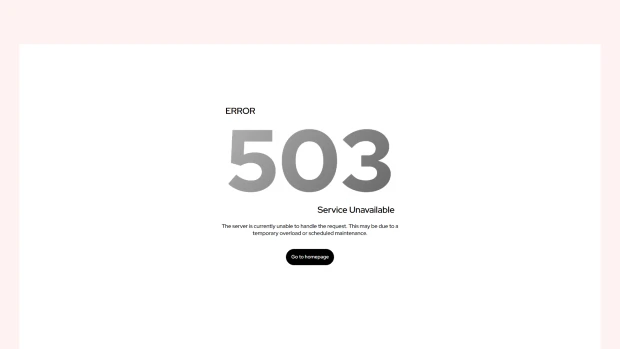 ERROR
503
Service Unavailable
The server is currently unable to handle the request. This may be due to a
temporary overload or scheduled maintenance.
Go to homepage